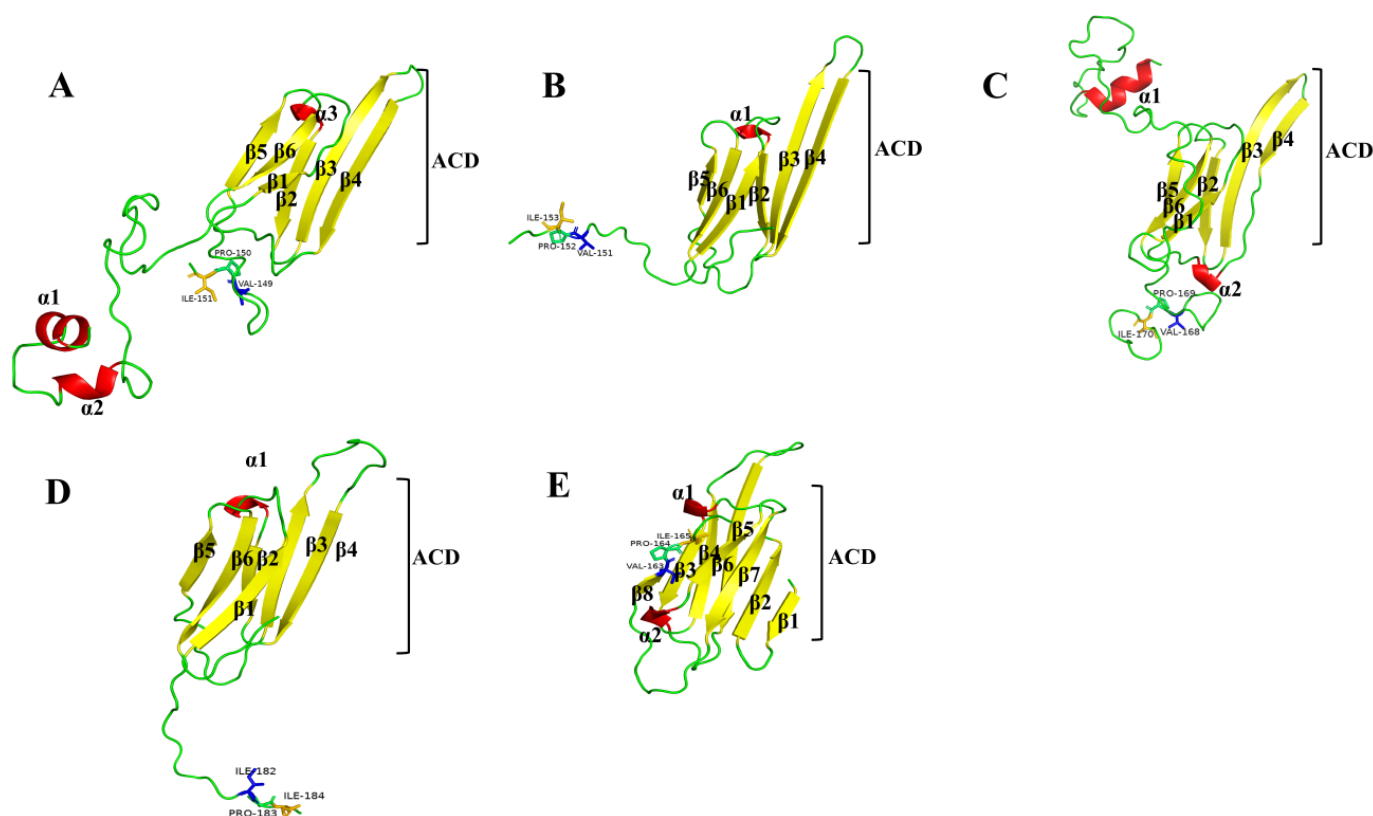 A
α3
β5
β6
β3
β1
β2
β4
ACD
PRO-150
VAL-149
ILE-151
α1
α2
B
α1
β3
β4
ACD
β5
β6
β2
β1
ILE-153
PRO-152
VAL-151
C
α1
β3
β4
ACD
β5
β2
β6
β1
α2
PRO-169
ILE-170
VAL-168
D
α1
β5
β6
β2
β3
β4
ACD
β1
ILE-182
ILE-184
PRO-183
E
α1
β5
ILE-165
PRO-164
β4
β6
VAL-163
β3
β7
ACD
β8
β2
β1
α2